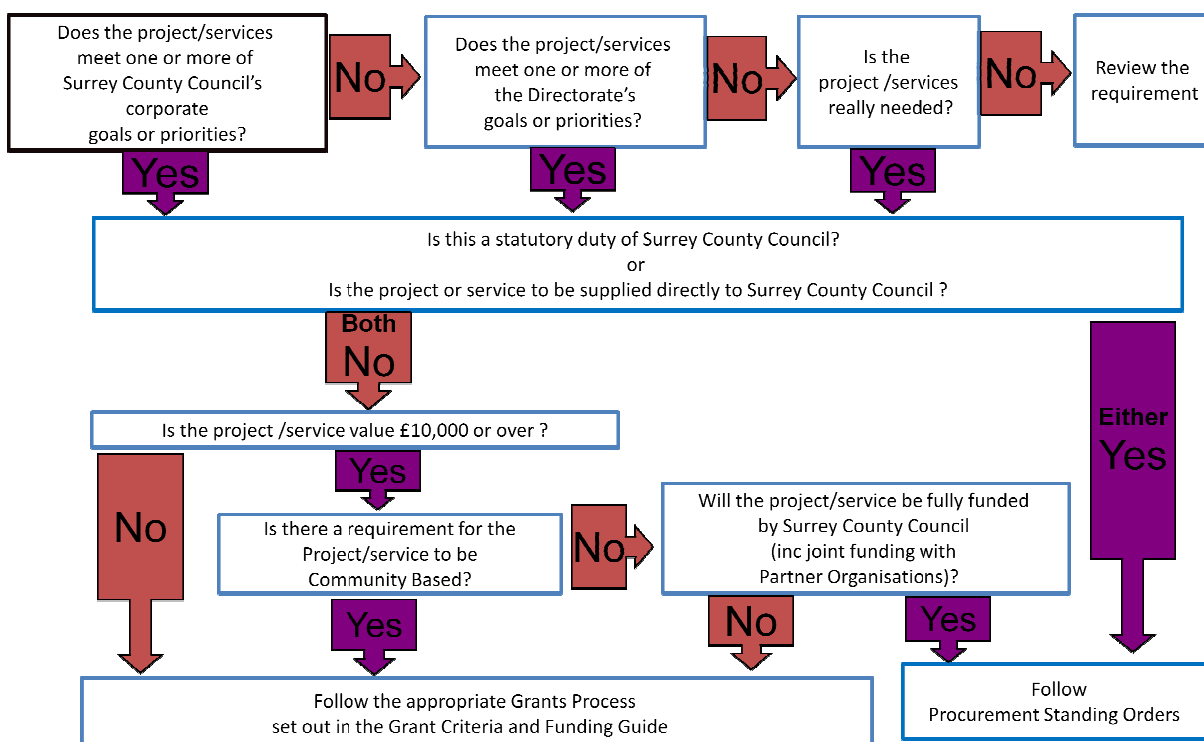 Does the project/services
meet one or more of
Surrey County Council's
corporate
goals or priorities?
No
Does the project/services
meet one or more of
the Directorate's
goals or priorities?
No
Is the
project /services
really needed?
No
Review the
requirement
Yes
Yes
Yes
Is this a statutory duty of Surrey County Council?
or
Is the project or service to be supplied directly to Surrey County Council ?
Both
No
Either
Yes
Is the project /service value £10,000 or over ?
No
Yes
Is there a requirement for the
Project/service to be
Community Based?
No
Will the project/service be fully funded
by Surrey County Council
(inc joint funding with
Partner Organisations)?
Yes
No
Yes
Follow the appropriate Grants Process
set out in the Grant Criteria and Funding Guide
Follow
Procurement Standing Orders